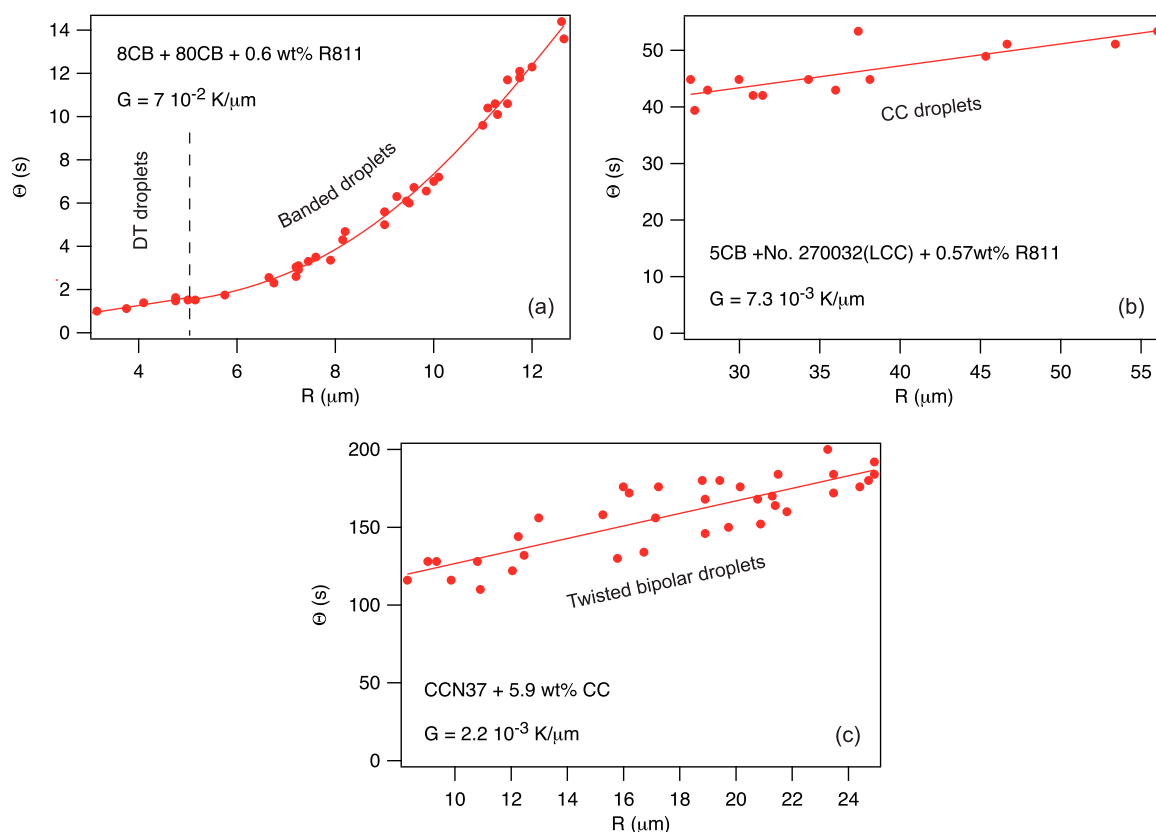 14
12
10
8
6
4
2
0
Θ (s)
8CB + 80CB + 0.6 wt% R811
G = 7 10⁻² K/μm
DT droplets
Banded droplets
(a)
4 6 8 10 12
R (μm)
50
40
30
20
10
0
Θ (s)
CC droplets
5CB +No. 270032(LCC) + 0.57wt% R811
G = 7.3 10⁻³ K/μm
(b)
30 35 40 45 50 55
R (μm)
200
150
100
50
0
Θ (s)
Twisted bipolar droplets
CCN37 + 5.9 wt% CC
G = 2.2 10⁻³ K/μm
(c)
10 12 14 16 18 20 22 24
R (μm)